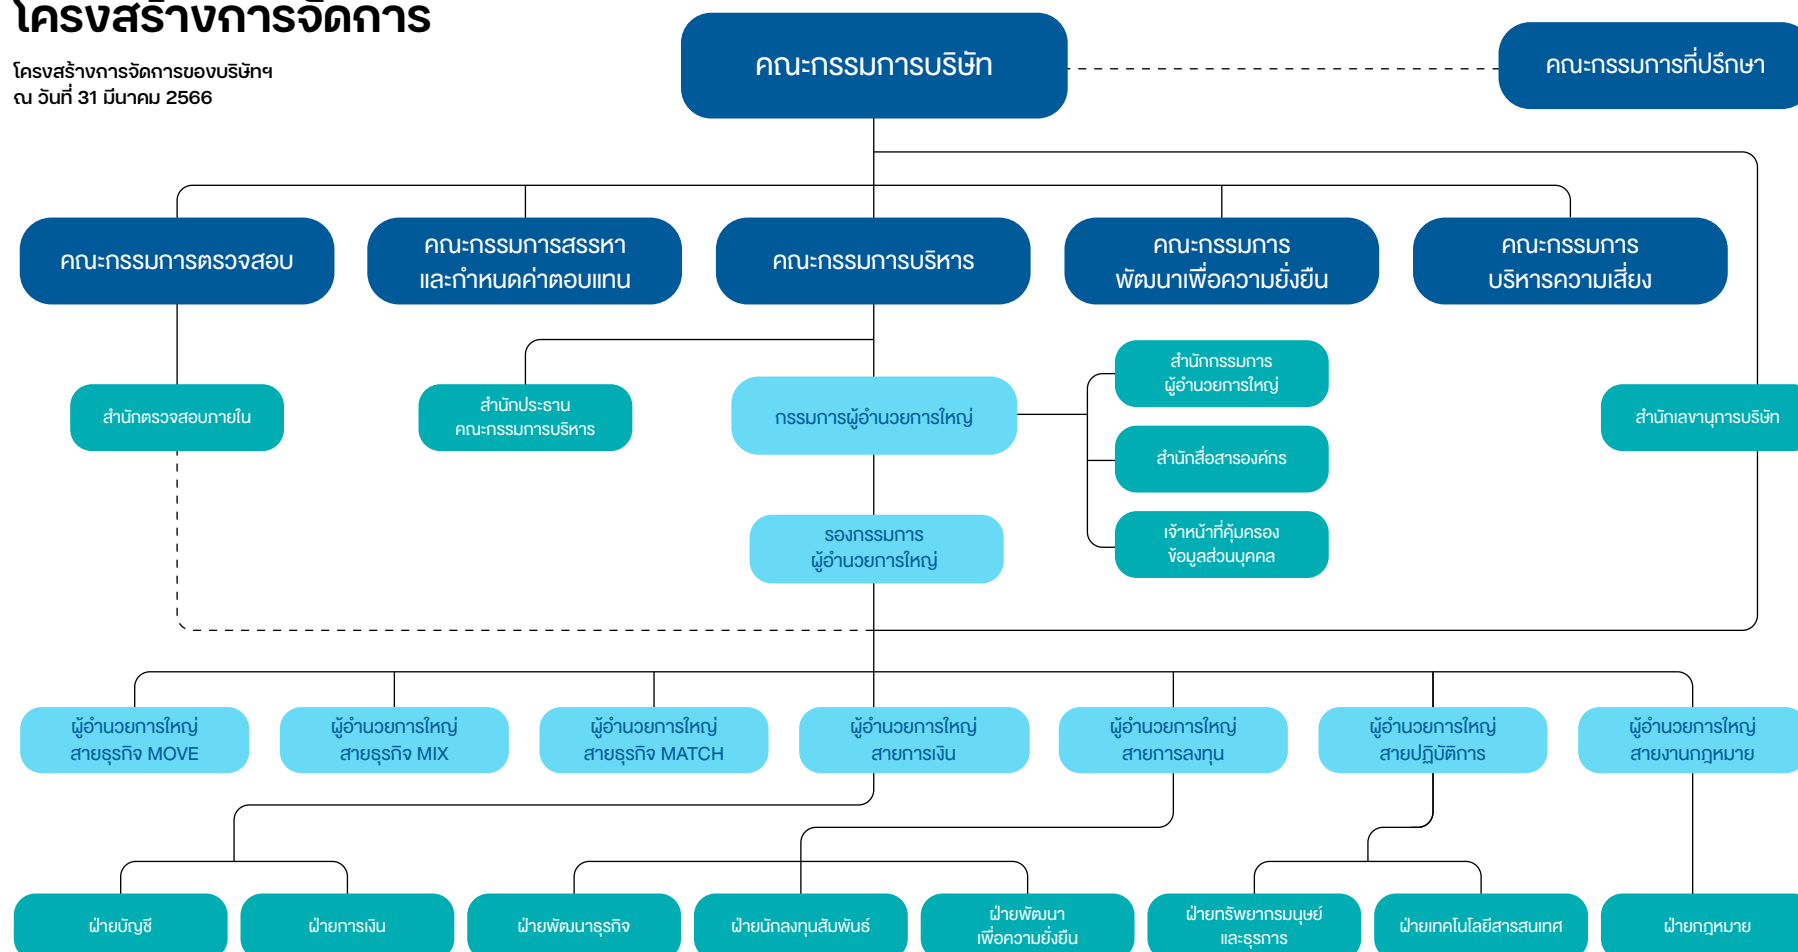 โครงสร้างการจัดการ
โครงสร้างการจัดการของบริษัทฯ
ณ วันที่ 31 มีนาคม 2566
คณะกรรมการบริษัท
คณะกรรมการที่ปรึกษา
คณะกรรมการตรวจสอบ
คณะกรรมการสรรหา
และกำหนดค่าตอบแทน
คณะกรรมการบริหาร
คณะกรรมการ
พัฒนาเพื่อความยั่งยืน
คณะกรรมการ
บริหารความเสี่ยง
สำนักตรวจสอบภายใน
สำนักประธาน
คณะกรรมการบริหาร
กรรมการผู้อำนวยการใหญ่
สำนักกรรมการ
ผู้อำนวยการใหญ่
สำนักสื่อสารองค์กร
เจ้าหน้าที่คุ้มครอง
ข้อมูลส่วนบุคคล
สำนักเลขานุการบริษัท
รองกรรมการ
ผู้อำนวยการใหญ่
ผู้อำนวยการใหญ่
สายธุรกิจ MOVE
ผู้อำนวยการใหญ่
สายธุรกิจ MIX
ผู้อำนวยการใหญ่
สายธุรกิจ MATCH
ผู้อำนวยการใหญ่
สายการเงิน
ผู้อำนวยการใหญ่
สายการลงทุน
ผู้อำนวยการใหญ่
สายปฏิบัติการ
ผู้อำนวยการใหญ่
สายงานกฎหมาย
ฝ่ายบัญชี
ฝ่ายการเงิน
ฝ่ายพัฒนาธุรกิจ
ฝ่ายนักลงทุนสัมพันธ์
ฝ่ายพัฒนา
เพื่อความยั่งยืน
ฝ่ายทรัพยากรมนุษย์
และธุรการ
ฝ่ายเทคโนโลยีสารสนเทศ
ฝ่ายกฎหมาย